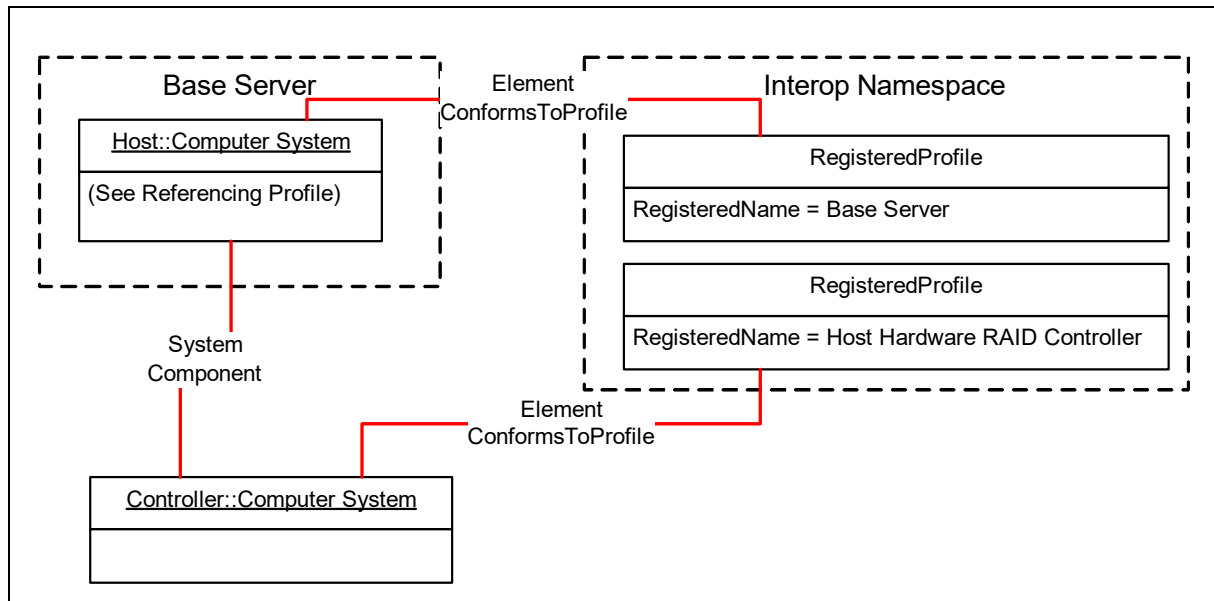 Base Server
Host::Computer System
(See Referencing Profile)
Element
ConformsToProfile
Interop Namespace
RegisteredProfile
RegisteredName = Base Server
RegisteredProfile
RegisteredName = Host Hardware RAID Controller
System
Component
Element
ConformsToProfile
Controller::Computer System